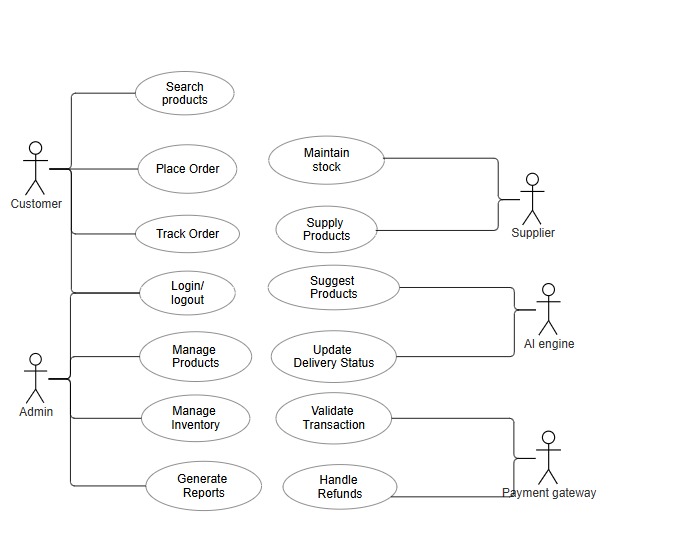 Search
products
Customer
Place Order
Track Order
Login/
logout
Admin
Manage
Products
Manage
Inventory
Generate
Reports
Maintain
stock
Supply
Products
Supplier
Suggest
Products
Update
Delivery Status
AI engine
Validate
Transaction
Handle
Refunds
Payment gateway